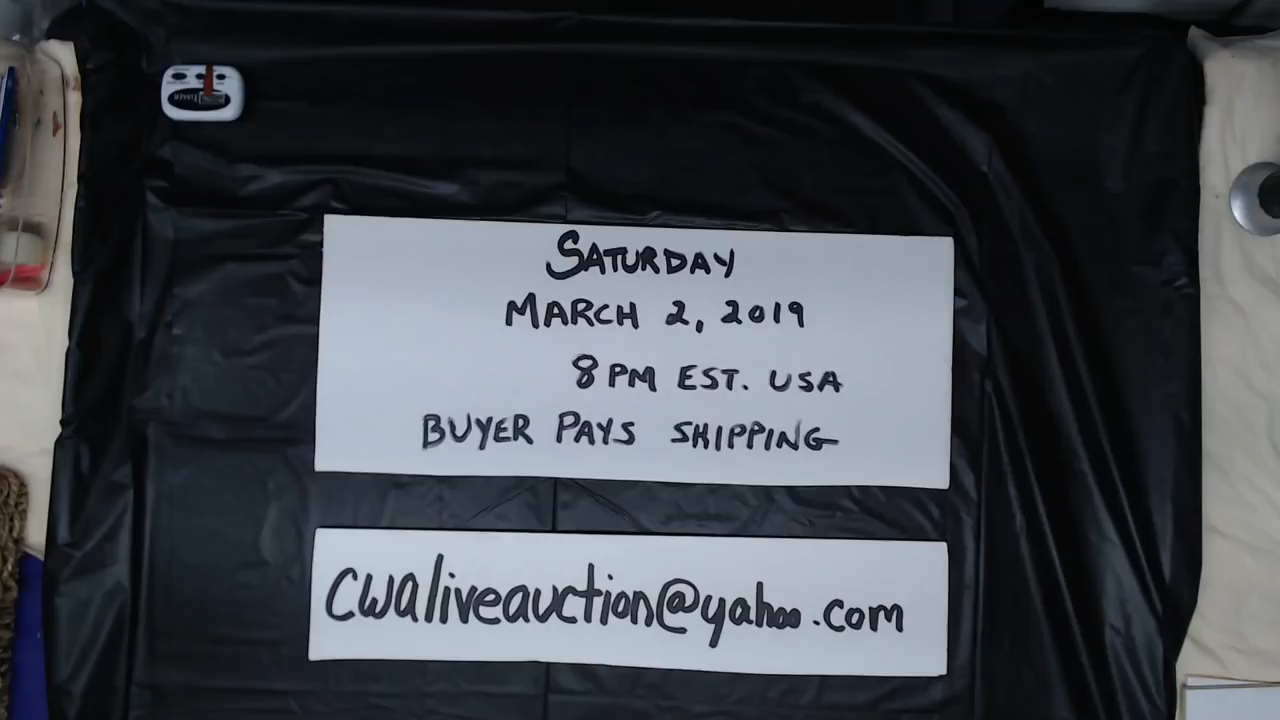 SATURDAY
MARCH 2, 2019
8 PM EST. USA
BUYER PAYS SHIPPING
cwaliveauction@yahoo.com